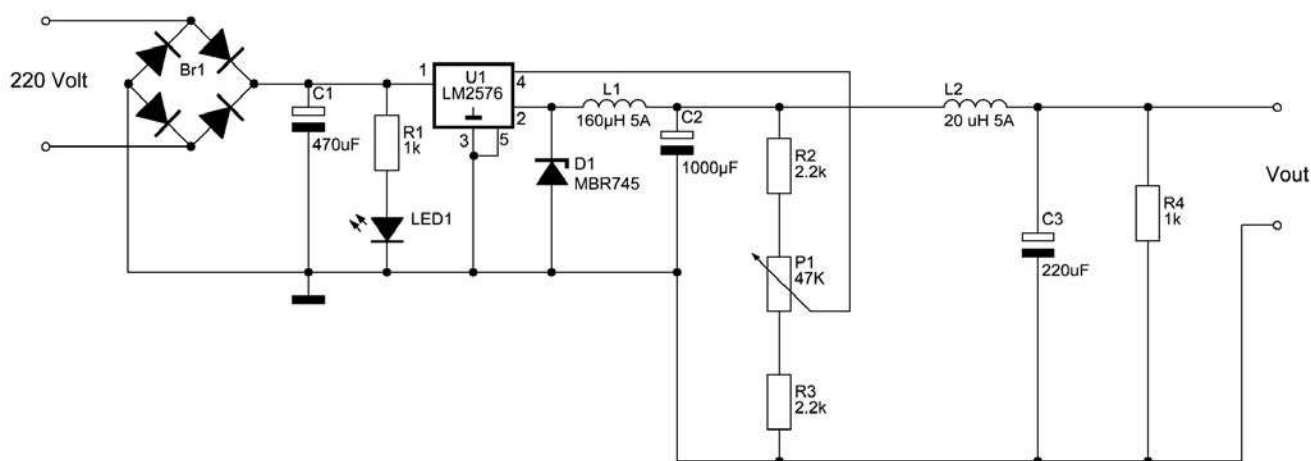 220 Volt
Br1
C1
470uF
R1
1k
LED1
1
U1
LM2576
4
2
3
5
D1
MBR745
L1
160µH 5A
C2
1000µF
R2
2.2k
P1
47K
R3
2.2k
L2
20 uH 5A
C3
220uF
R4
1k
Vout